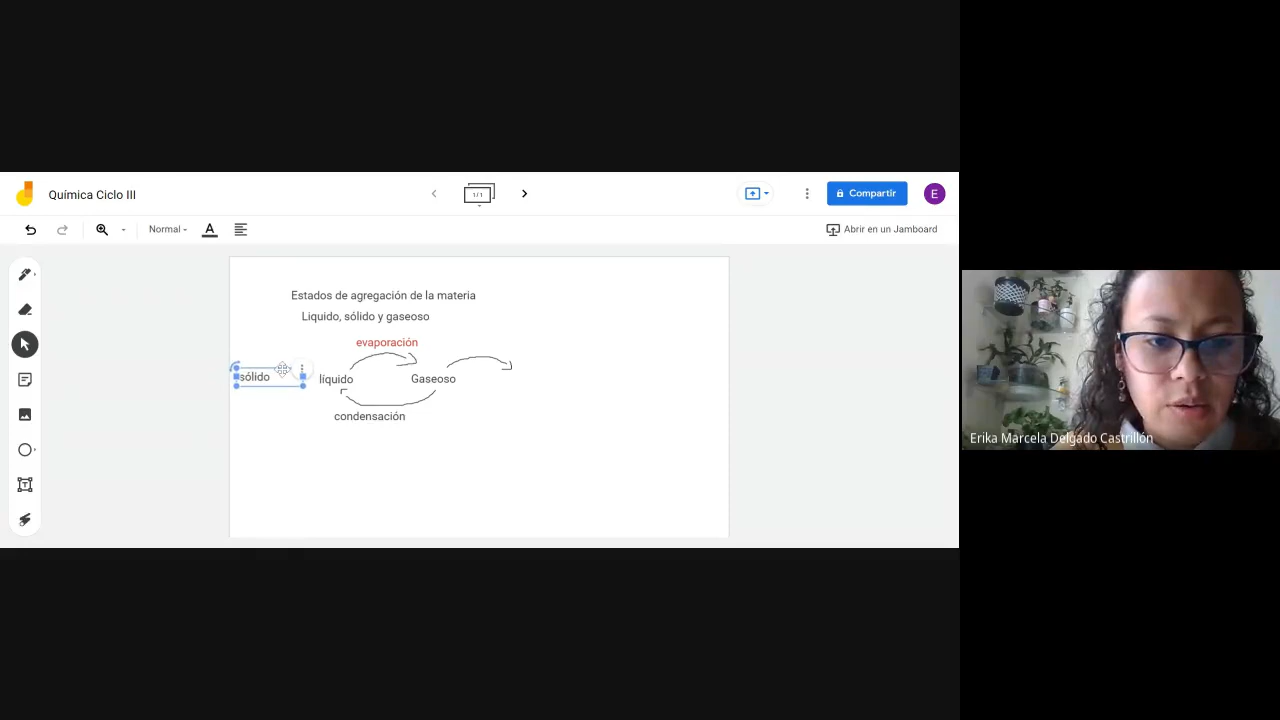 Química Ciclo III
1/1
Compartir
E
Normal
A
Abrir en un Jamboard
Estados de agregación de la materia
Liquido, sólido y gaseoso
evaporación
sólido
líquido
Gaseoso
condensación
T
Erika Marcela Delgado Castrillón